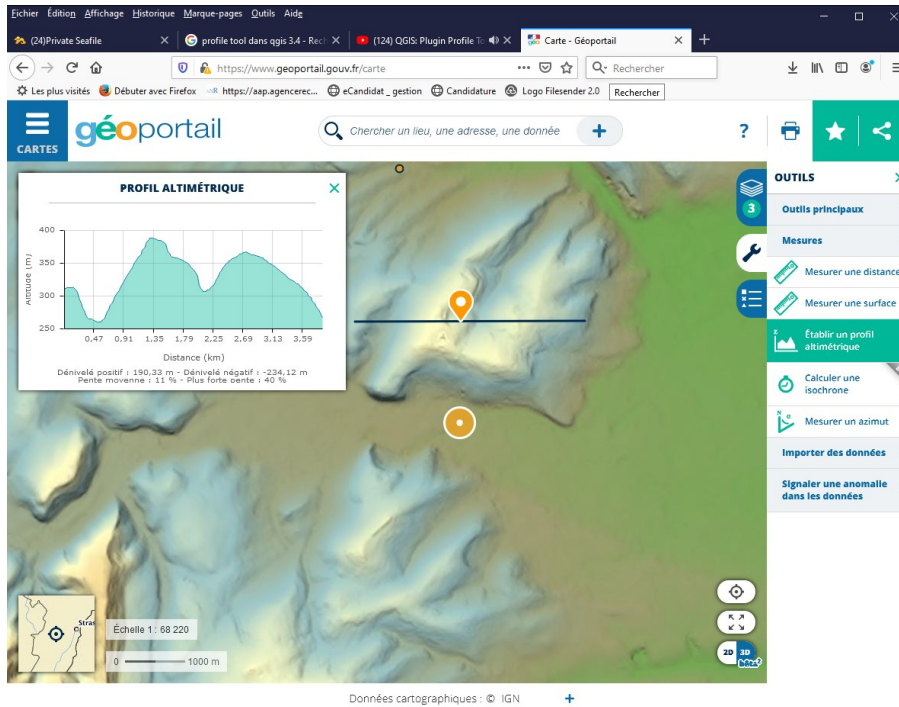 Fichier Édition Affichage Historique Marque-pages Outils Aide
(24)Private Seafile
profile tool dans qgis 3.4 - Rec
(124) QGIS: Plugin Profile To
Carte - Géoportail
https://www.geoportail.gouv.fr/carte
Rechercher
Les plus visités Débuter avec Firefox https://aap.agencerec... eCandidat _ gestion Candidature Logo Filesender 2.0 Rechercher
CARTES
géoportail
Chercher un lieu, une adresse, une donnée
+
?
PROFIL ALTIMÉTRIQUE
400
350
300
250
Altitude (m)
0,47 0,91 1,35 1,79 2,25 2,69 3,13 3,59
Distance (km)
Dénivelé positif : 190,33 m - Dénivelé négatif : -234,12 m
Pente moyenne : 11 % - Plus forte pente : 40 %
3
OUTILS
Outils principaux
Mesures
Mesurer une distance
Mesurer une surface
Établir un profil
altimétrique
Calculer une
isochrone
Mesurer un azimut
Importer des données
Signaler une anomalie
dans les données
Stras
Échelle 1 : 68 220
0 1000 m
2D 3D
bêta
Données cartographiques : © IGN +